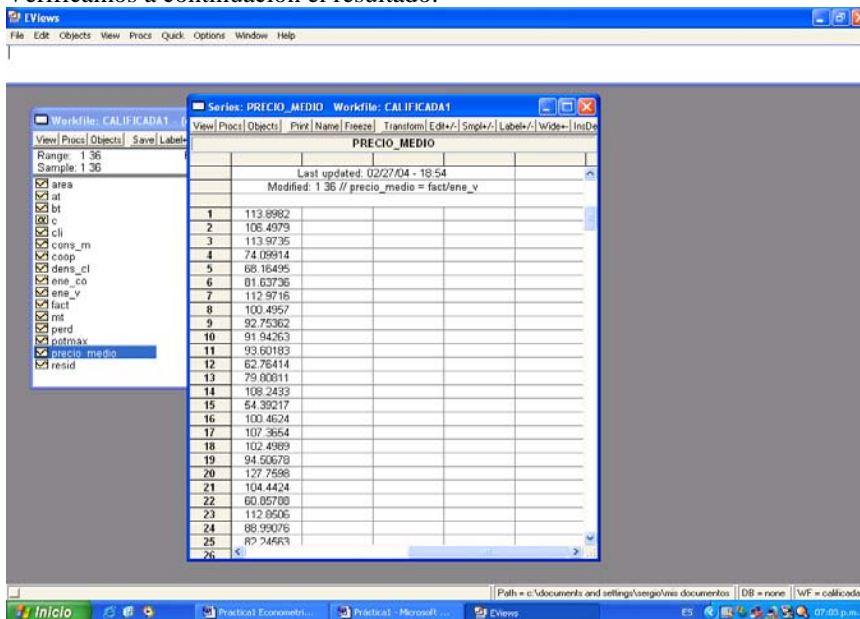 Verificamos a continuación el resultado:
EViews
File Edit Objects View Procs Quick Options Window Help
Series: PRECIO_MEDIO Workfile: CALIFICADA1
View Procs Objects Print Name Freeze Transform Edit+/- Smpl+/- Label+/- Wide+- InsDe
PRECIO_MEDIO
Last updated: 02/27/04 - 18:54
Modified: 1 36 // precio_medio = fact/ene_v
1 113.8982
2 106.4979
3 113.9735
4 74.09914
5 68.16495
6 81.63736
7 112.9716
8 100.4957
9 92.75362
10 91.94263
11 93.60183
12 62.76414
13 79.80811
14 108.2433
15 54.39217
16 100.4624
17 107.3654
18 102.4989
19 94.50678
20 127.7598
21 104.4424
22 60.85788
23 112.8506
24 88.99076
25 82.24563
26
Workfile: CALIFICADA1 - (
View Procs Objects Save Label+
Range: 1 36
Sample: 1 36
area
at
bt
c
cli
cons_m
coop
dens_cl
ene_co
ene_v
fact
mt
perd
potmax
precio_medio
resid
Path = c:\documents and settings\sergio\mis documentos DB = none WF = calificada
Inicio Practica1 Econometri... Práctica1 - Microsoft ... EViews ES 07:03 p.m.